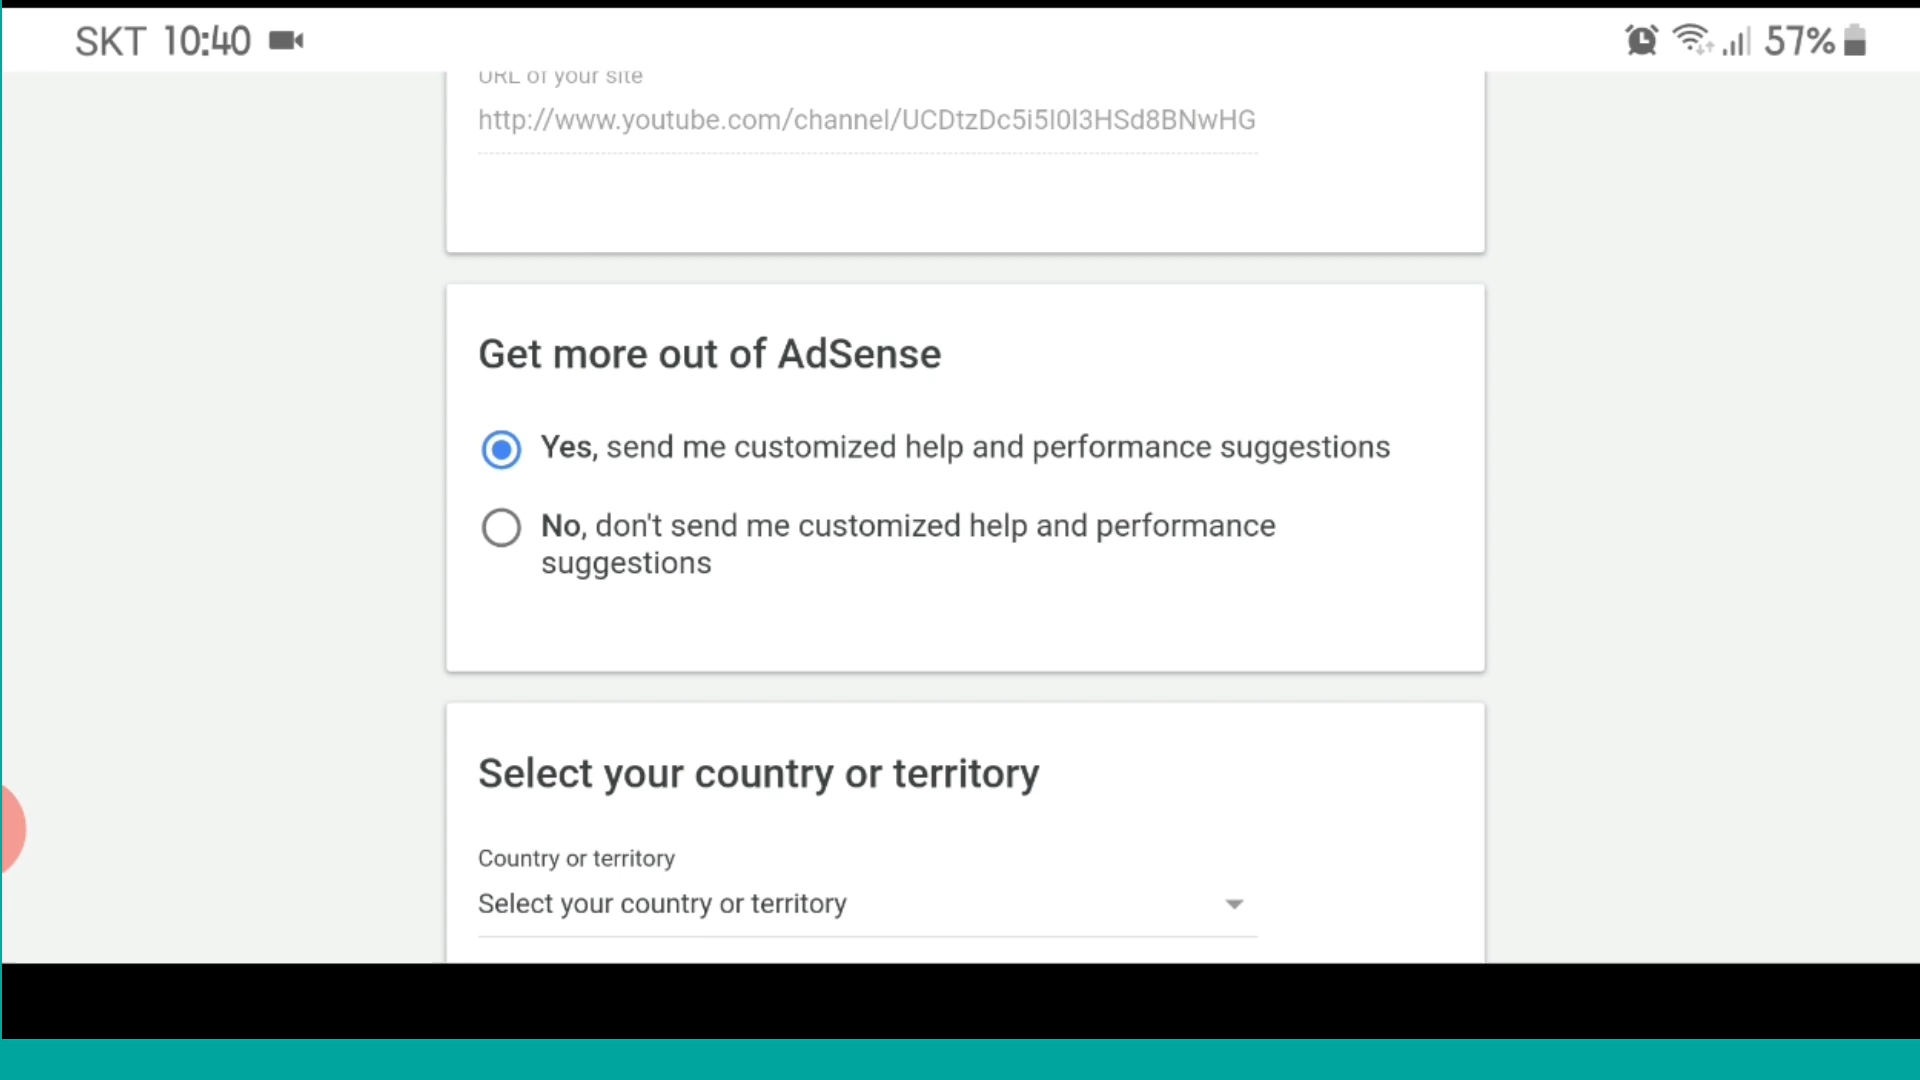 SKT 10:40
57%
URL of your site
http://www.youtube.com/channel/UCDtzDc5i5I0I3HSd8BNwHG
Get more out of AdSense
Yes, send me customized help and performance suggestions
No, don't send me customized help and performance
suggestions
Select your country or territory
Country or territory
Select your country or territory